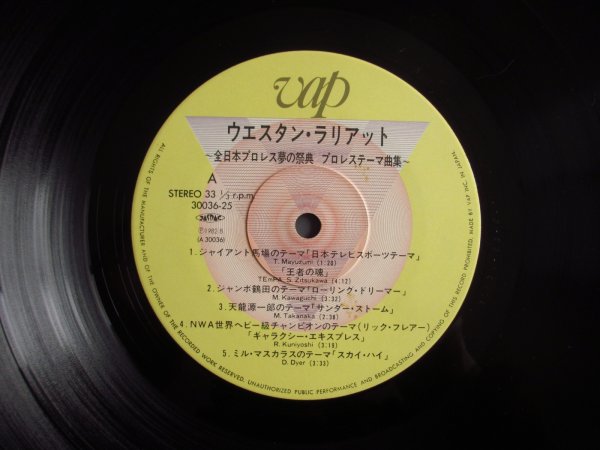 vap
ウエスタン・ラリアット
〜全日本プロレス夢の祭典 プロレステーマ曲集〜
A
STEREO 33 1/3 r.p.m
30036-25
Ⓟ1982.8
(A 30036)
1.ジャイアント馬場のテーマ「日本テレビスポーツテーマ」
T. Mayuzumi (1:28)
「王者の魂」
TEmPA, S. Zitsukawa (4:12)
2.ジャンボ鶴田のテーマ「ローリング・ドリーマー」
M. Kawaguchi (3:32)
3.天龍源一郎のテーマ「サンダー・ストーム」
M. Takanaka (2:38)
4.NWA世界ヘビー級チャンピオンのテーマ(リック・フレアー)
「ギャラクシー・エキスプレス」
R. Kuniyoshi (3:19)
5.ミル・マスカラスのテーマ「スカイ・ハイ」
D. Dyer (3:33)
ALL RIGHTS OF THE MANUFACTURER AND OF THE OWNER OF THE RECORDED WORK RESERVED. UNAUTHORIZED PUBLIC PERFORMANCE AND BROADCASTING AND COPYING OF THIS RECORD PROHIBITED. MADE BY VAP INC. IN JAPAN.